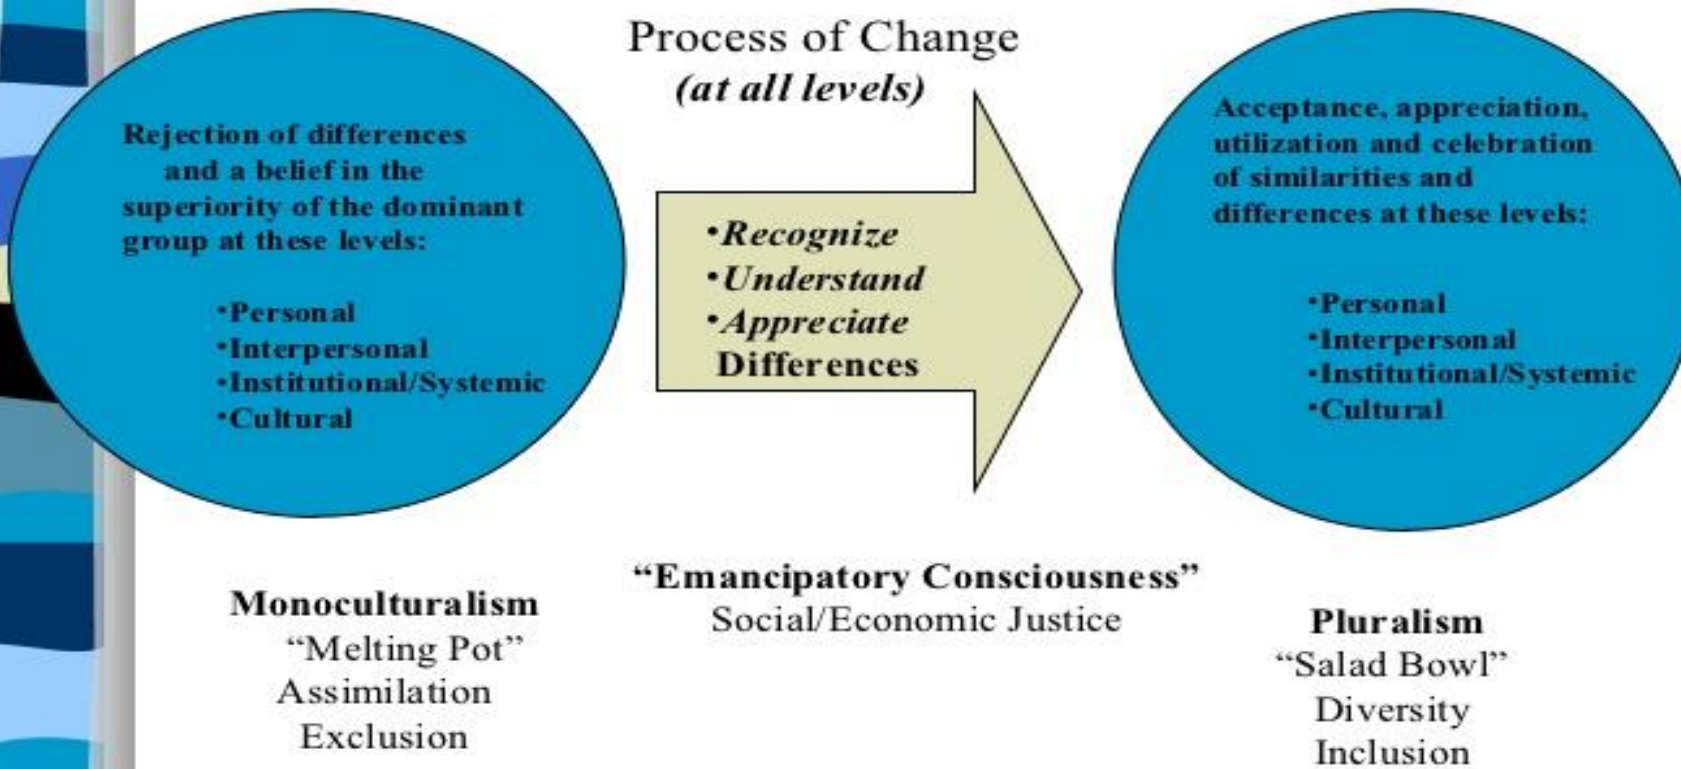 Process of Change
(at all levels)
Rejection of differences
and a belief in the
superiority of the dominant
group at these levels:
•Personal
•Interpersonal
•Institutional/Systemic
•Cultural
•Recognize
•Understand
•Appreciate
Differences
Acceptance, appreciation,
utilization and celebration
of similarities and
differences at these levels:
•Personal
•Interpersonal
•Institutional/Systemic
•Cultural
Monoculturalism
“Melting Pot”
Assimilation
Exclusion
“Emancipatory Consciousness”
Social/Economic Justice
Pluralism
“Salad Bowl”
Diversity
Inclusion